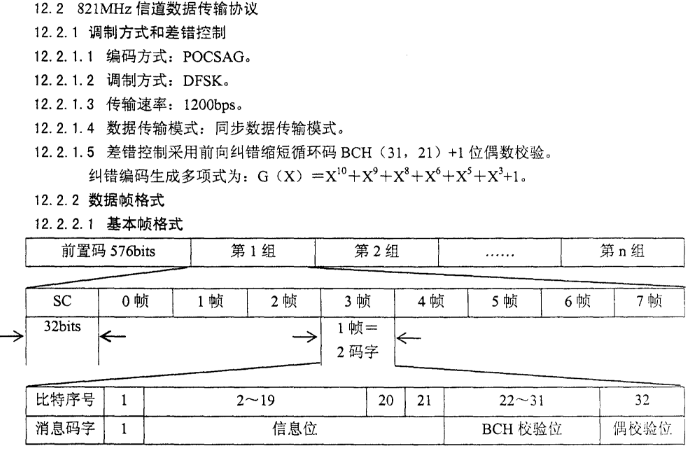 12.2 821MHz 信道数据传输协议
12.2.1 调制方式和差错控制
12.2.1.1 编码方式：POCSAG。
12.2.1.2 调制方式：DFSK。
12.2.1.3 传输速率：1200bps。
12.2.1.4 数据传输模式：同步数据传输模式。
12.2.1.5 差错控制采用前向纠错缩短循环码 BCH（31，21）+1 位偶数校验。
纠错编码生成多项式为：G（X）＝X¹⁰＋X⁹＋X⁸＋X⁶＋X⁵＋X³+1。
12.2.2 数据帧格式
12.2.2.1 基本帧格式
前置码 576bits 第 1 组 第 2 组 …… 第 n 组
SC 0 帧 1 帧 2 帧 3 帧 4 帧 5 帧 6 帧 7 帧
32bits 1 帧＝
2 码字
比特序号 1 2～19 20 21 22～31 32
消息码字 1 信息位 BCH 校验位 偶校验位